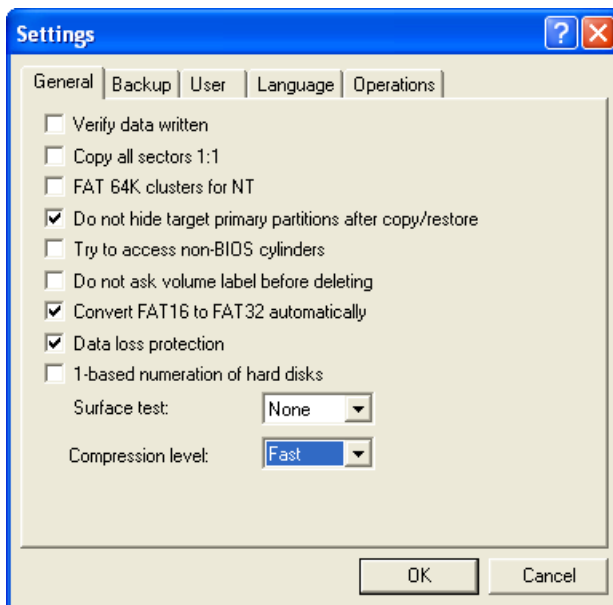 Settings
General Backup User Language Operations
Verify data written
Copy all sectors 1:1
FAT 64K clusters for NT
Do not hide target primary partitions after copy/restore
Try to access non-BIOS cylinders
Do not ask volume label before deleting
Convert FAT16 to FAT32 automatically
Data loss protection
1-based numeration of hard disks
Surface test: None
Compression level: Fast
OK Cancel